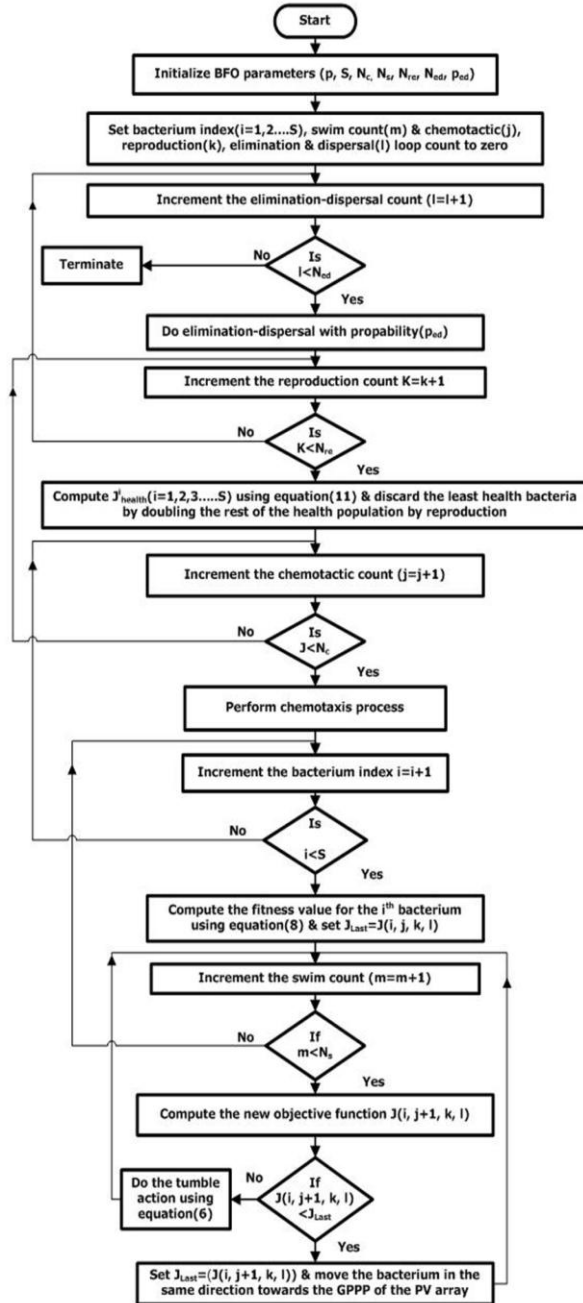 Start
Initialize BFO parameters (p, S, Nc, Ns, Nre, Ned, ped)
Set bacterium index(i=1,2....S), swim count(m) & chemotactic(j),
reproduction(k), elimination & dispersal(l) loop count to zero
Increment the elimination-dispersal count (l=l+1)
No
Is
l<Ned
Terminate
Yes
Do elimination-dispersal with propability(ped)
Increment the reproduction count K=k+1
No
Is
K<Nre
Yes
Compute Jihealth(i=1,2,3.....S) using equation(11) & discard the least health bacteria
by doubling the rest of the health population by reproduction
Increment the chemotactic count (j=j+1)
No
Is
J<Nc
Yes
Perform chemotaxis process
Increment the bacterium index i=i+1
No
Is
i<S
Yes
Compute the fitness value for the ith bacterium
using equation(8) & set JLast=J(i, j, k, l)
Increment the swim count (m=m+1)
No
If
m<Ns
Yes
Compute the new objective function J(i, j+1, k, l)
Do the tumble
action using
equation(6)
No
If
J(i, j+1, k, l)
<JLast
Yes
Set JLast=(J(i, j+1, k, l)) & move the bacterium in the
same direction towards the GPPP of the PV array